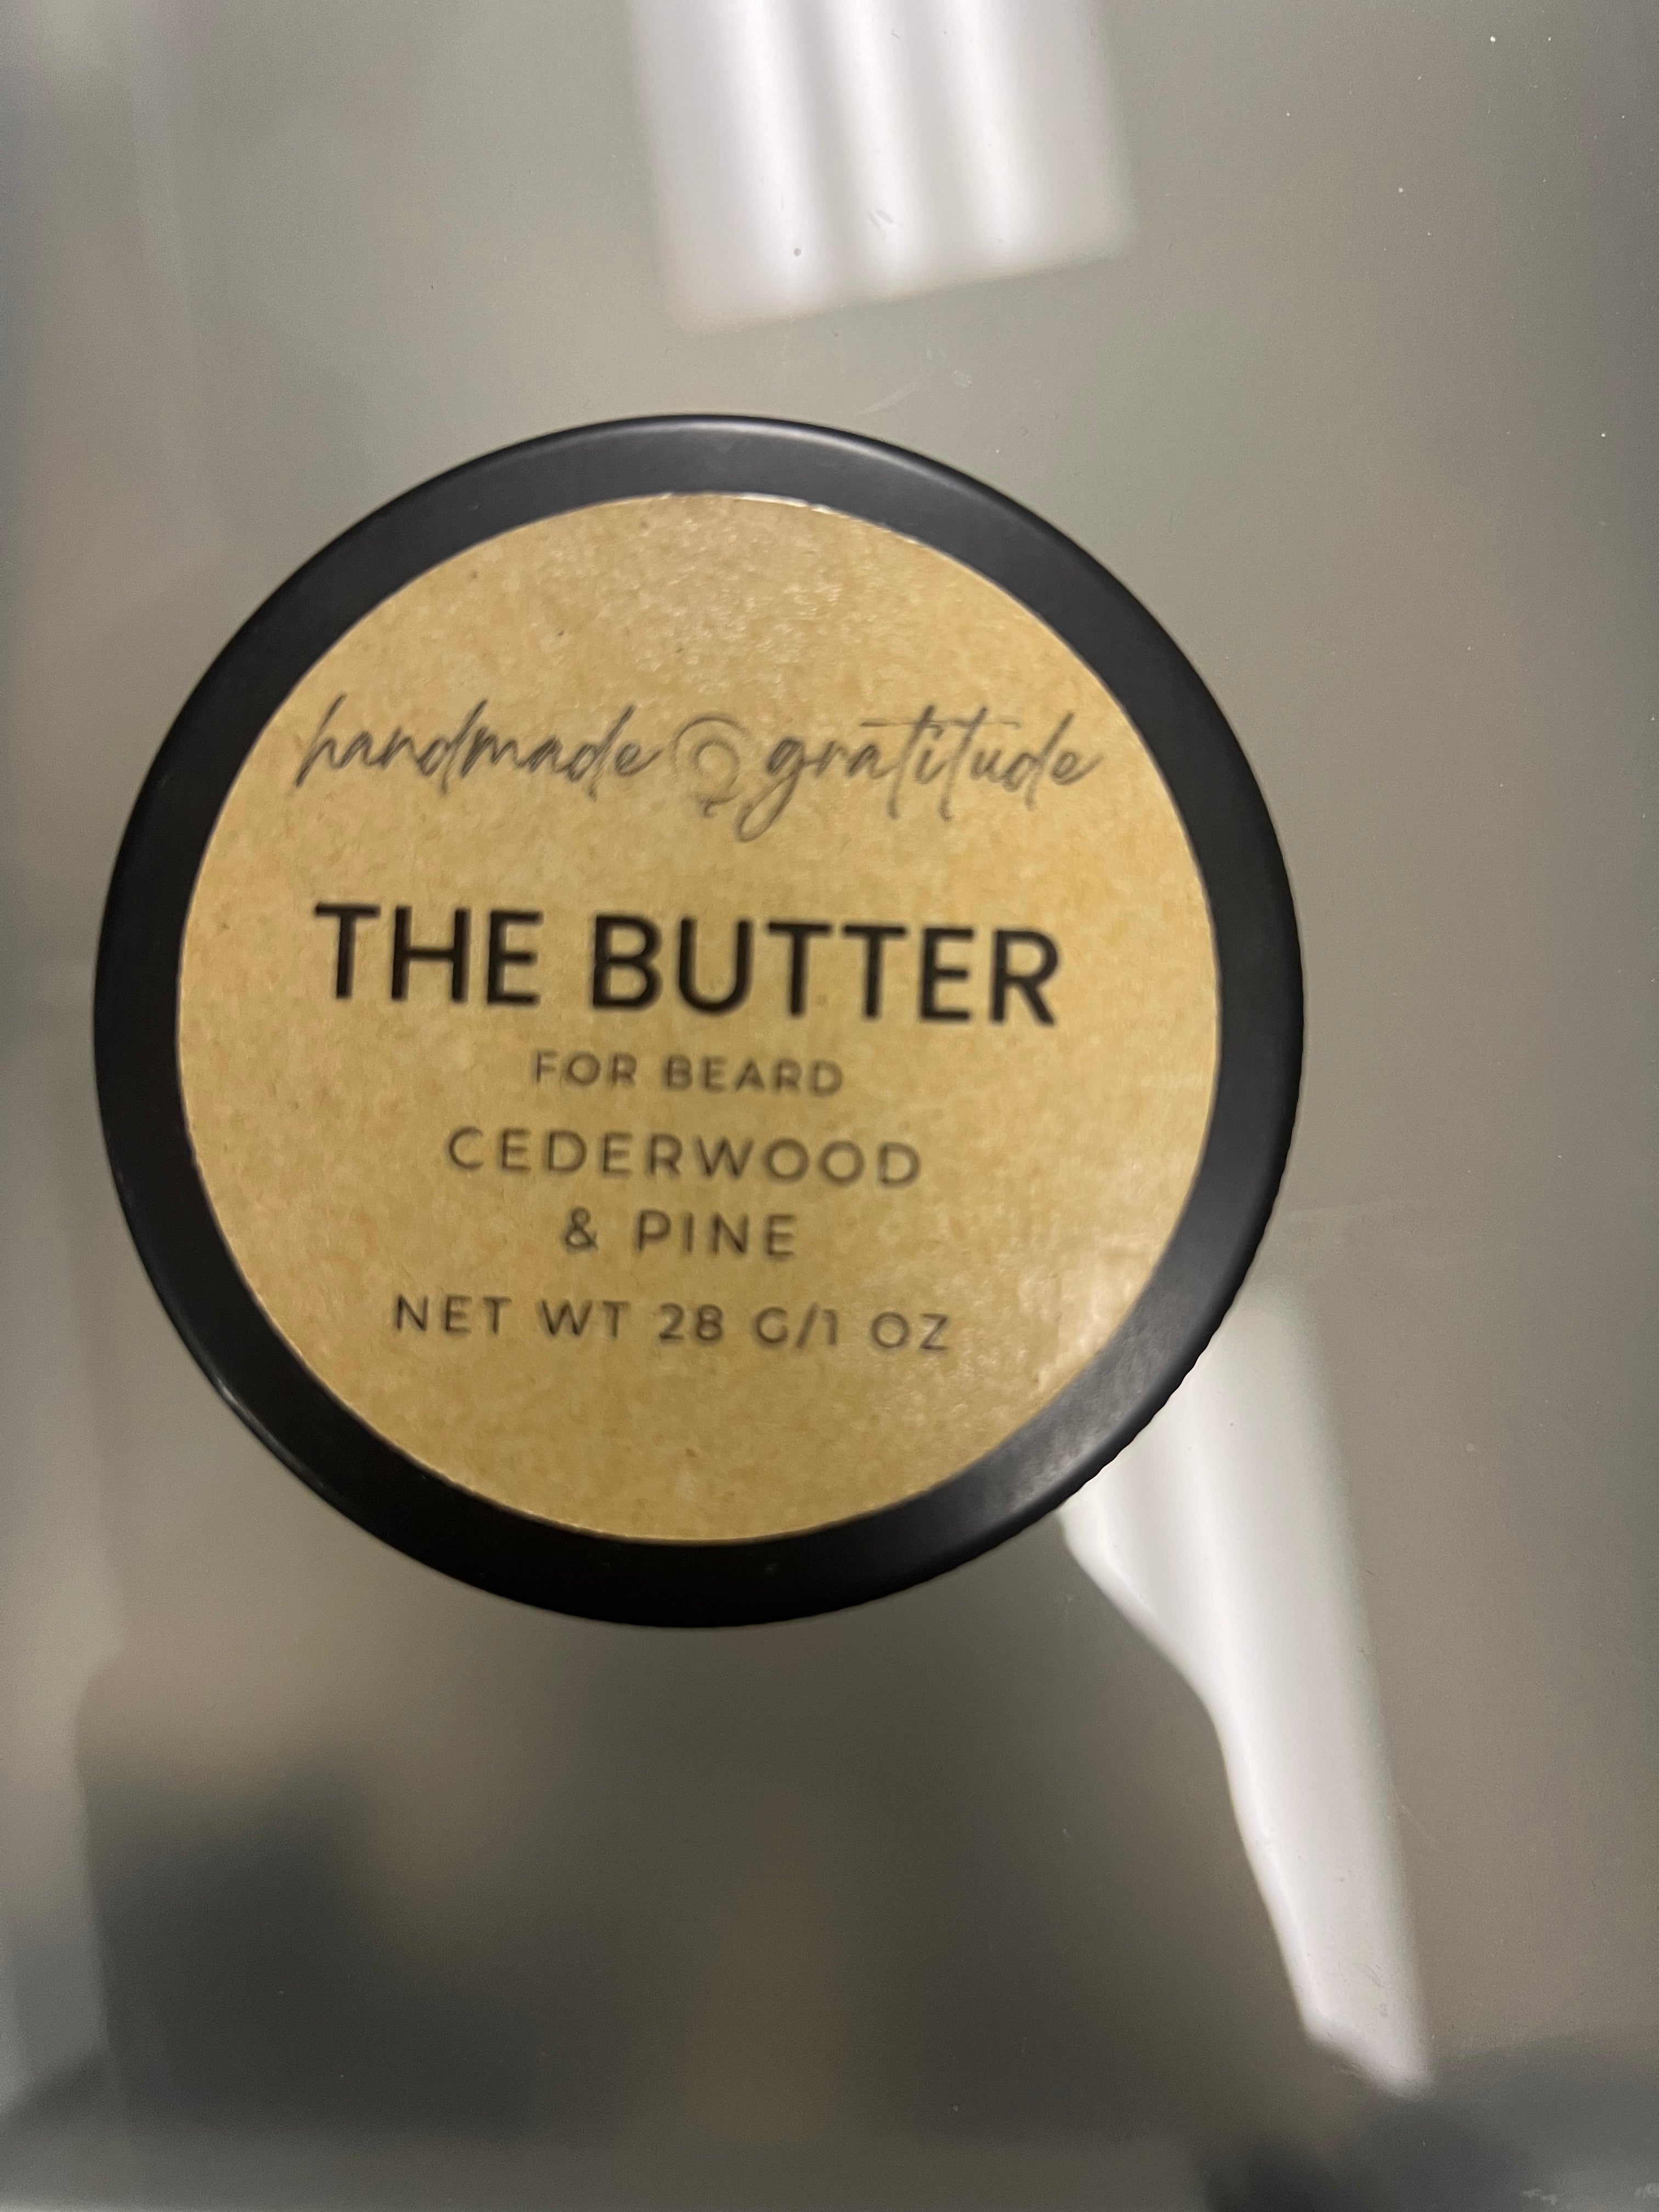 handmade gratitude
THE BUTTER
FOR BEARD
CEDERWOOD
& PINE
NET WT 28 G/1 OZ